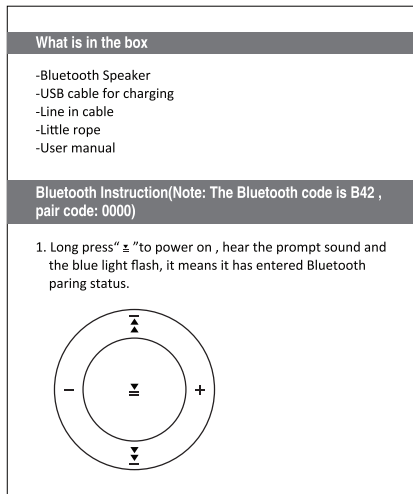 What is in the box
-Bluetooth Speaker
-USB cable for charging
-Line in cable
-Little rope
-User manual
Bluetooth Instruction(Note: The Bluetooth code is B42 ,
pair code: 0000)
1. Long press“ ”to power on , hear the prompt sound and
the blue light flash, it means it has entered Bluetooth
paring status.
- +